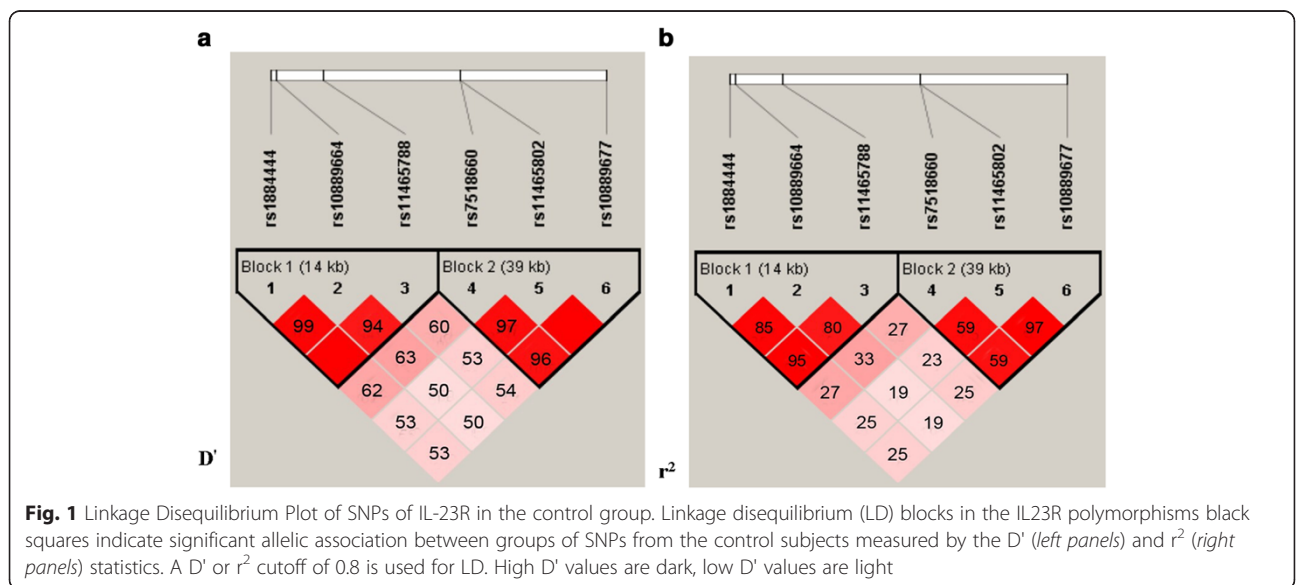 a
b
rs1884444
rs10889664
rs11465788
rs7518660
rs11465802
rs10889677
rs1884444
rs10889664
rs11465788
rs7518660
rs11465802
rs10889677
Block 1 (14 kb)
Block 2 (39 kb)
1 2 3 4 5 6
99 94 60 97
63 53 96
62 50 54
53 50
53
D'
Block 1 (14 kb)
Block 2 (39 kb)
1 2 3 4 5 6
85 80 27 59 97
95 33 23 59
27 19 25
25 19
25
r²
Fig. 1 Linkage Disequilibrium Plot of SNPs of IL-23R in the control group. Linkage disequilibrium (LD) blocks in the IL23R polymorphisms black
squares indicate significant allelic association between groups of SNPs from the control subjects measured by the D' (left panels) and r² (right
panels) statistics. A D' or r² cutoff of 0.8 is used for LD. High D' values are dark, low D' values are light